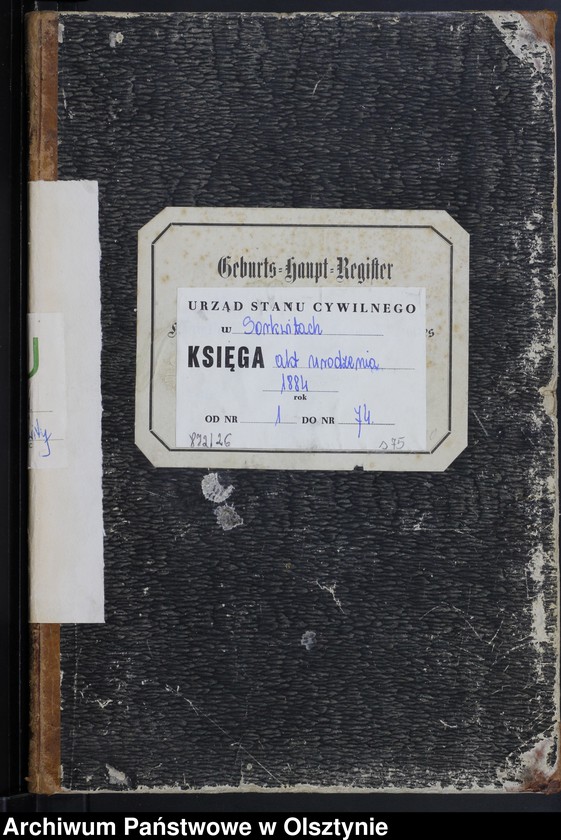 Geburts-Haupt-Register
URZĄD STANU CYWILNEGO
w Sorkwitach
KSIĘGA akt urodzenia
1884
rok
OD NR 1 DO NR 74
872/26
s 75
Archiwum Państwowe w Olsztynie